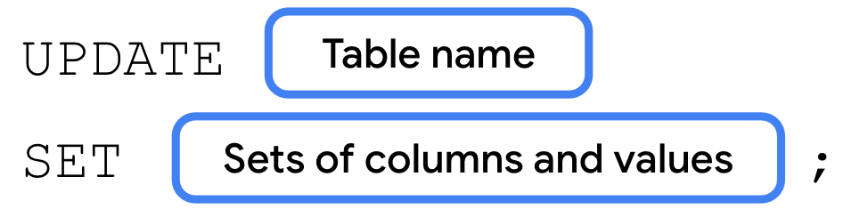 UPDATE Table name
SET Sets of columns and values ;